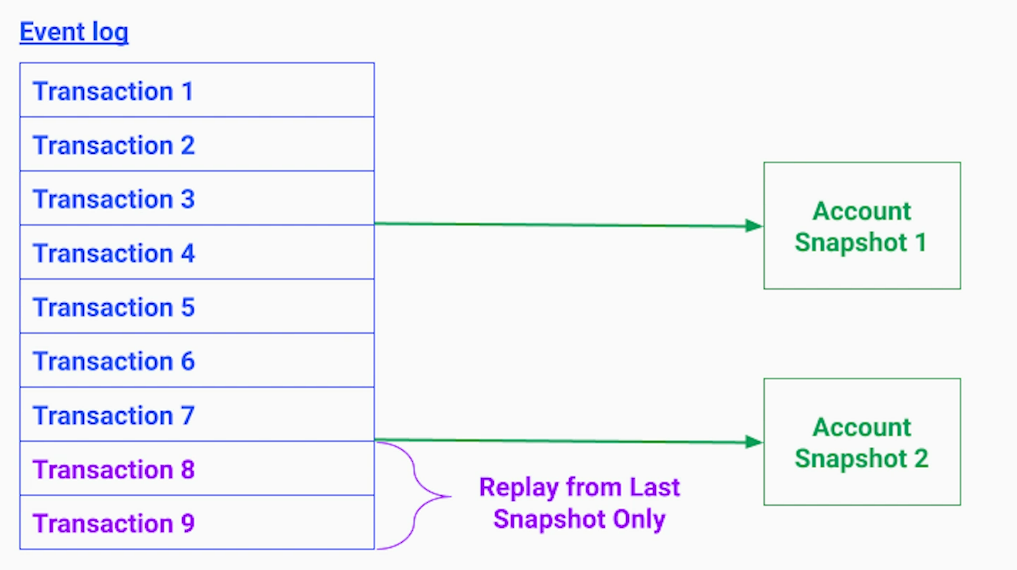 Event log
Transaction 1
Transaction 2
Transaction 3
Transaction 4
Transaction 5
Transaction 6
Transaction 7
Transaction 8
Transaction 9
Account
Snapshot 1
Account
Snapshot 2
Replay from Last
Snapshot Only